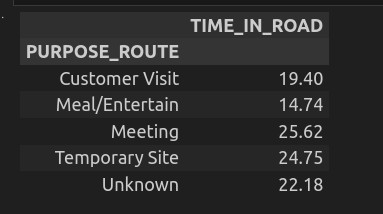 TIME_IN_ROAD
PURPOSE_ROUTE
Customer Visit 19.40
Meal/Entertain 14.74
Meeting 25.62
Temporary Site 24.75
Unknown 22.18